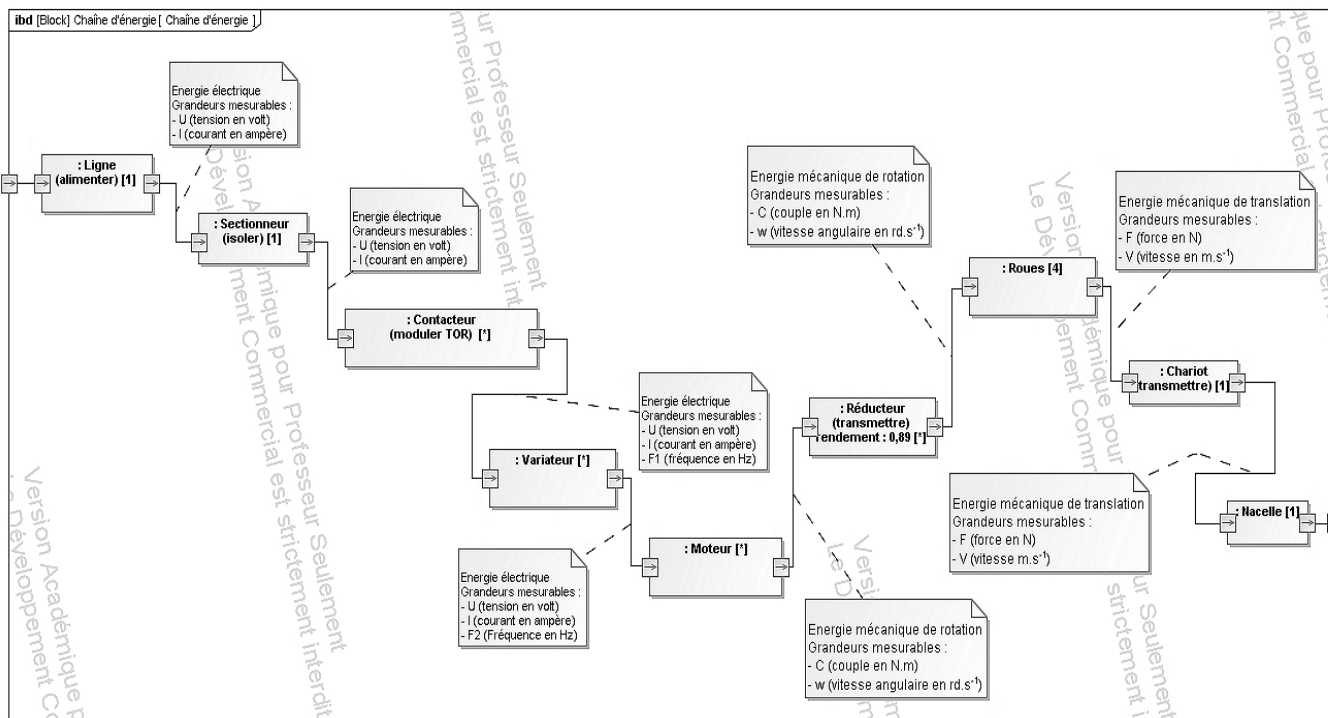 ibd [Block] Chaîne d'énergie [ Chaîne d'énergie ]
Energie électrique
Grandeurs mesurables :
- U (tension en volt)
- I (courant en ampère)
: Ligne
(alimenter) [1]
: Sectionneur
(isoler) [1]
Energie électrique
Grandeurs mesurables :
- U (tension en volt)
- I (courant en ampère)
: Contacteur
(moduler TOR) [*]
Energie électrique
Grandeurs mesurables :
- U (tension en volt)
- I (courant en ampère)
- F1 (fréquence en Hz)
: Variateur [*]
Energie électrique
Grandeurs mesurables :
- U (tension en volt)
- I (courant en ampère)
- F2 (Fréquence en Hz)
: Moteur [*]
Energie mécanique de rotation
Grandeurs mesurables :
- C (couple en N.m)
- w (vitesse angulaire en rd.s⁻¹)
: Réducteur
(transmettre)
rendement : 0,89 [*]
Energie mécanique de rotation
Grandeurs mesurables :
- C (couple en N.m)
- w (vitesse angulaire en rd.s⁻¹)
: Roues [4]
Energie mécanique de translation
Grandeurs mesurables :
- F (force en N)
- V (vitesse en m.s⁻¹)
: Chariot
(transmettre) [1]
Energie mécanique de translation
Grandeurs mesurables :
- F (force en N)
- V (vitesse m.s⁻¹)
: Nacelle [1]
Version Académique pour Professeur Seulement
Le Développement Commercial est strictement interdit